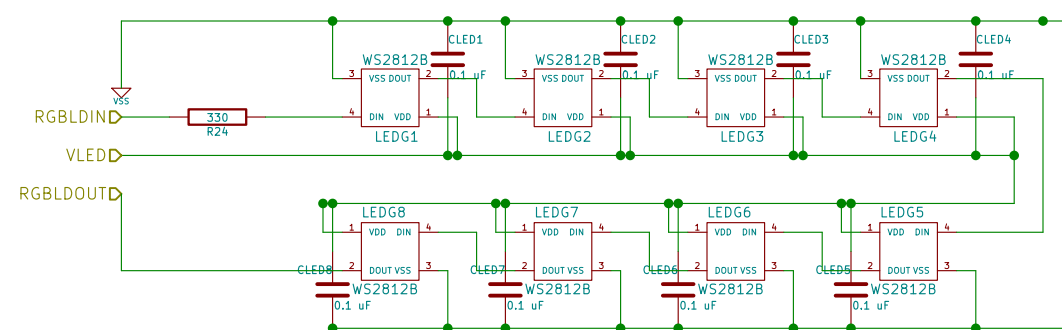 CLED1 CLED2 CLED3 CLED4
WS2812B WS2812B WS2812B WS2812B
0.1 uF 0.1 uF 0.1 uF 0.1 uF
3 VSS DOUT 2 3 VSS DOUT 2 3 VSS DOUT 2 3 VSS DOUT 2
VSS
RGBLDIN 330 4 DIN VDD 1 4 DIN VDD 1 4 DIN VDD 1 4 DIN VDD 1
R24 LEDG1 LEDG2 LEDG3 LEDG4
VLED
RGBLDOUT
LEDG8 LEDG7 LEDG6 LEDG5
1 VDD DIN 4 1 VDD DIN 4 1 VDD DIN 4 1 VDD DIN 4
CLED8 2 DOUT VSS 3 CLED7 2 DOUT VSS 3 CLED6 2 DOUT VSS 3 CLED5 2 DOUT VSS 3
WS2812B WS2812B WS2812B WS2812B
0.1 uF 0.1 uF 0.1 uF 0.1 uF